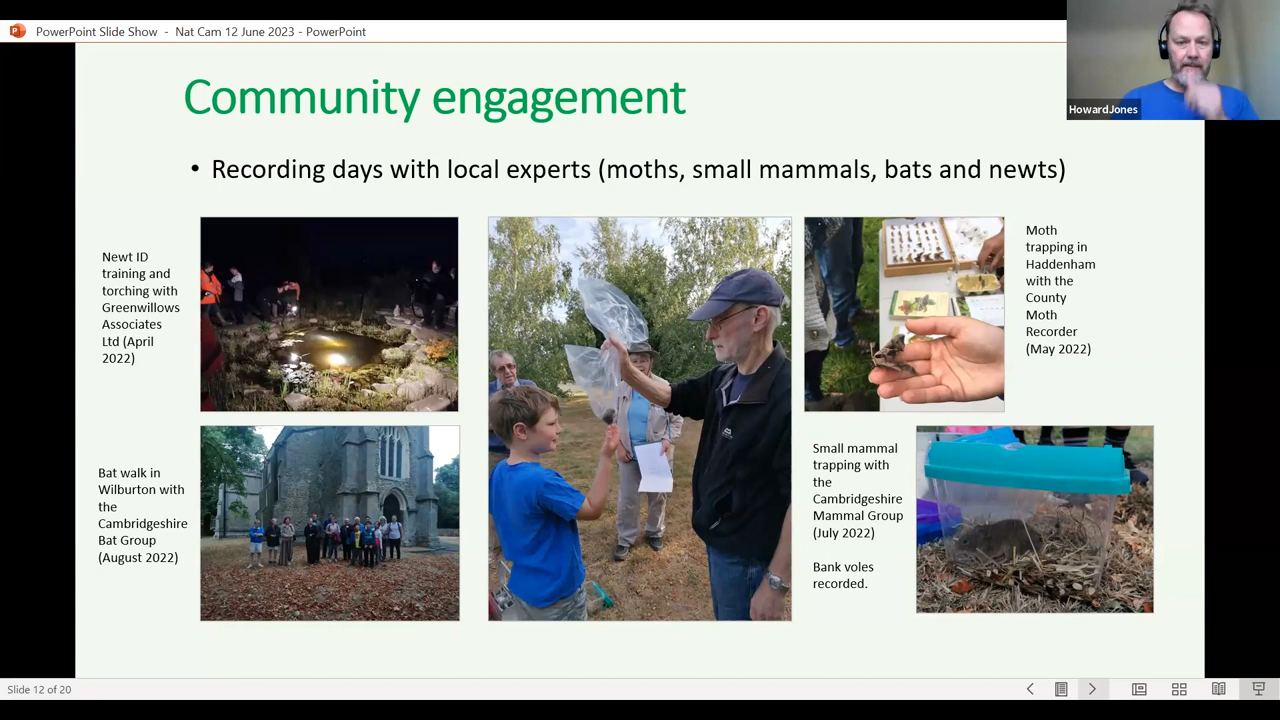 PowerPoint Slide Show - Nat Cam 12 June 2023 - PowerPoint
HowardJones
Community engagement
• Recording days with local experts (moths, small mammals, bats and newts)
Newt ID
training and
torching with
Greenwillows
Associates
Ltd (April
2022)
Moth
trapping in
Haddenham
with the
County
Moth
Recorder
(May 2022)
Bat walk in
Wilburton with
the
Cambridgeshire
Bat Group
(August 2022)
Small mammal
trapping with
the
Cambridgeshire
Mammal Group
(July 2022)
Bank voles
recorded.
Slide 12 of 20